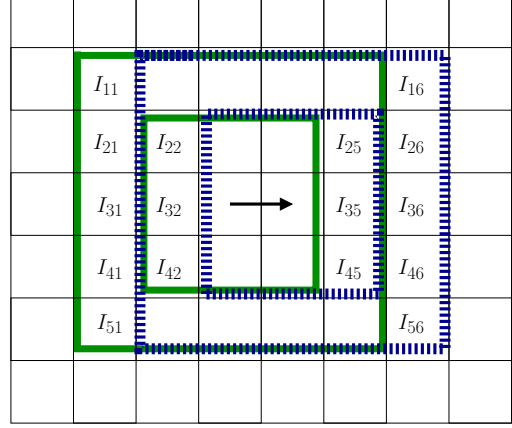 I₁₁ I₁₆
I₂₁ I₂₂ I₂₅ I₂₆
I₃₁ I₃₂ I₃₅ I₃₆
I₄₁ I₄₂ I₄₅ I₄₆
I₅₁ I₅₆